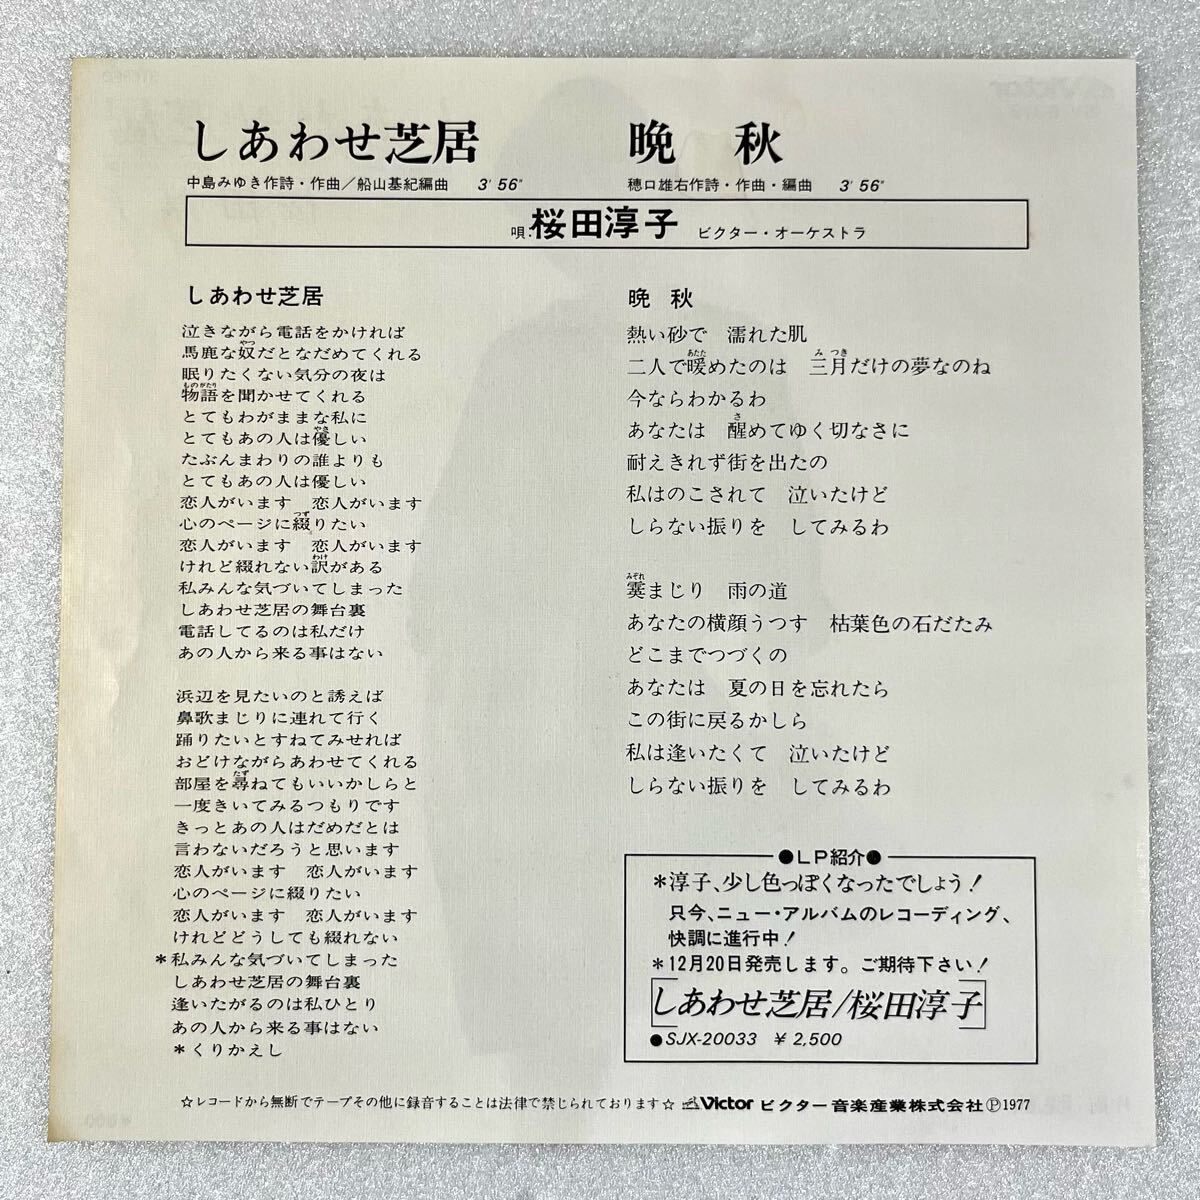 しあわせ芝居
中島みゆき作詩・作曲／船山基紀編曲 3′56″
晩 秋
穂口雄右作詩・作曲・編曲 3′56″
唄:桜田淳子 ビクター・オーケストラ
しあわせ芝居
泣きながら電話をかければ
馬鹿な奴だとなだめてくれる
眠りたくない気分の夜は
物語を聞かせてくれる
とてもわがままな私に
とてもあの人は優しい
たぶんまわりの誰よりも
とてもあの人は優しい
恋人がいます 恋人がいます
心のページに綴りたい
恋人がいます 恋人がいます
けれど綴れない訳がある
私みんな気づいてしまった
しあわせ芝居の舞台裏
電話してるのは私だけ
あの人から来る事はない
浜辺を見たいのと誘えば
鼻歌まじりに連れて行く
踊りたいとすねてみせれば
おどけながらあわせてくれる
部屋を尋ねてもいいかしらと
一度きいてみるつもりです
きっとあの人はだめだとは
言わないだろうと思います
恋人がいます 恋人がいます
心のページに綴りたい
恋人がいます 恋人がいます
けれどどうしても綴れない
＊私みんな気づいてしまった
しあわせ芝居の舞台裏
逢いたがるのは私ひとり
あの人から来る事はない
＊くりかえし
晩 秋
熱い砂で 濡れた肌
二人で暖めたのは 三月だけの夢なのね
今ならわかるわ
あなたは 醒めてゆく切なさに
耐えきれず街を出たの
私はのこされて 泣いたけど
しらない振りを してみるわ
霙まじり 雨の道
あなたの横顔うつす 枯葉色の石だたみ
どこまでつづくの
あなたは 夏の日を忘れたら
この街に戻るかしら
私は逢いたくて 泣いたけど
しらない振りを してみるわ
●LP紹介●
＊淳子、少し色っぽくなったでしょう！
只今、ニュー・アルバムのレコーディング、
快調に進行中！
＊12月20日発売します。ご期待下さい！
しあわせ芝居/桜田淳子
●SJX-20033 ¥2,500
☆レコードから無断でテープその他に録音することは法律で禁じられております☆ Victor ビクター音楽産業株式会社Ⓟ1977